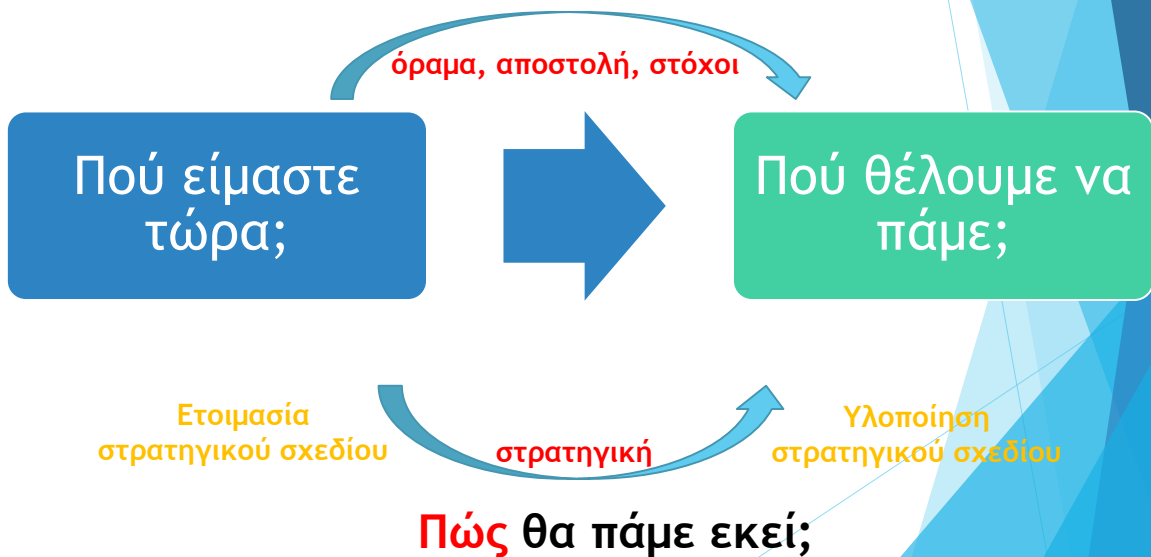 όραμα, αποστολή, στόχοι
Πού είμαστε
τώρα;
Πού θέλουμε να
πάμε;
Ετοιμασία
στρατηγικού σχεδίου
στρατηγική
Υλοποίηση
στρατηγικού σχεδίου
Πώς θα πάμε εκεί;